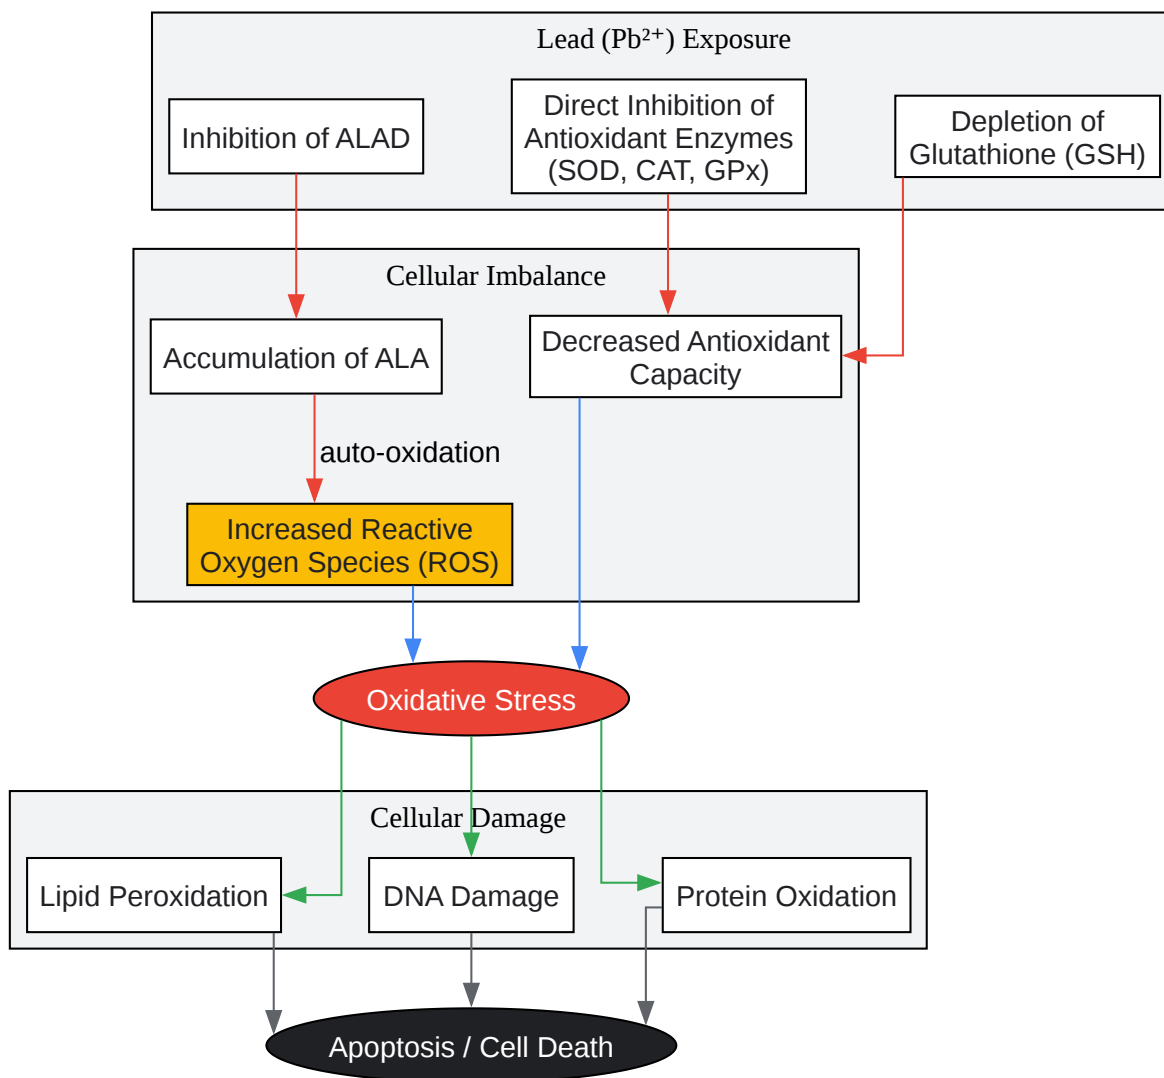 Lead (Pb²⁺) Exposure
Inhibition of ALAD
Direct Inhibition of
Antioxidant Enzymes
(SOD, CAT, GPx)
Depletion of
Glutathione (GSH)
Cellular Imbalance
Accumulation of ALA
Decreased Antioxidant
Capacity
auto-oxidation
Increased Reactive
Oxygen Species (ROS)
Oxidative Stress
Cellular Damage
Lipid Peroxidation
DNA Damage
Protein Oxidation
Apoptosis / Cell Death